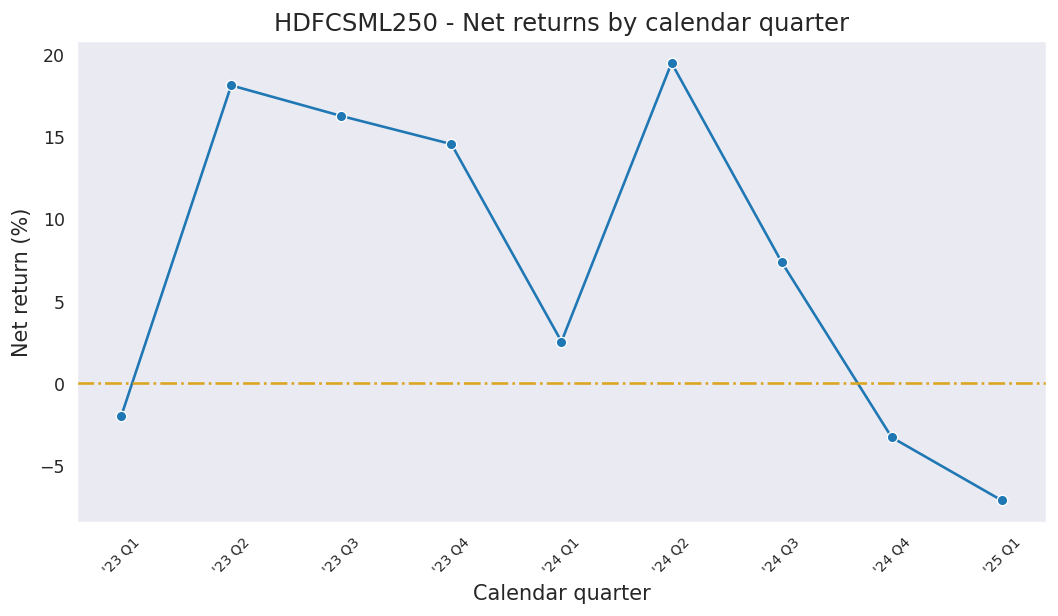 HDFCSML250 - Net returns by calendar quarter
Net return (%)
20
15
10
5
0
−5
'23 Q1
'23 Q2
'23 Q3
'23 Q4
'24 Q1
'24 Q2
'24 Q3
'24 Q4
'25 Q1
Calendar quarter